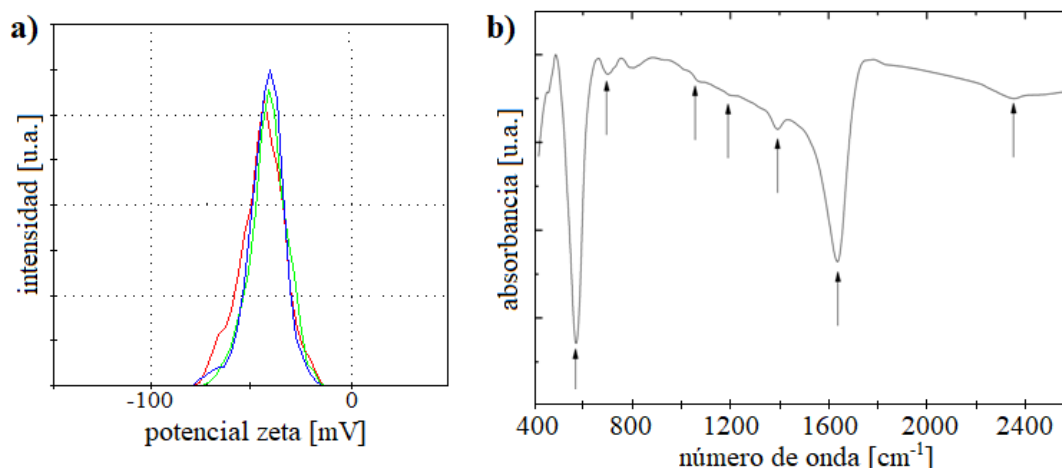 a)
intensidad [u.a.]
-100 0
potencial zeta [mV]
b)
absorbancia [u.a.]
400 800 1200 1600 2000 2400
número de onda [cm⁻¹]